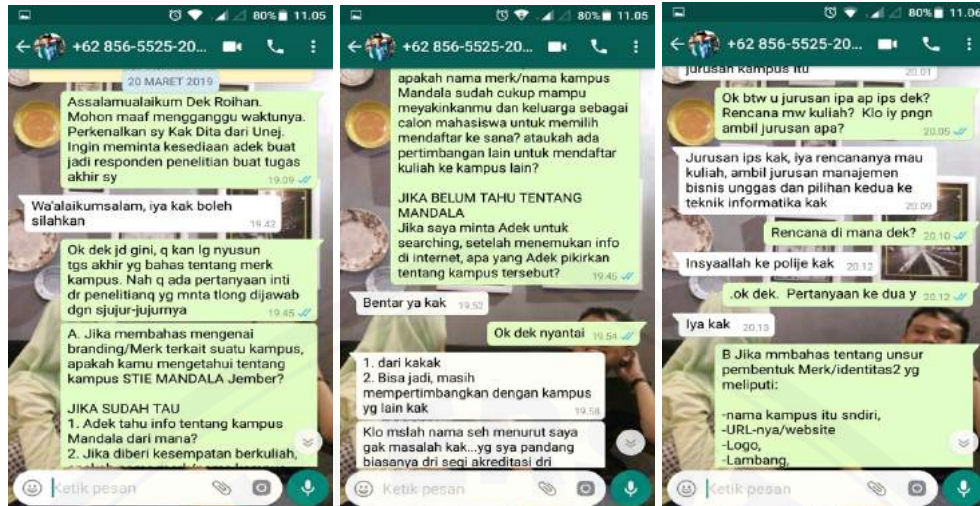 80% 11.05
+62 856-5525-20...
20 MARET 2019
Assalamualaikum Dek Roihan.
Mohon maaf mengganggu waktunya.
Perkenalkan sy Kak Dita dari Unej.
Ingin meminta kesediaan adek buat
jadi responden penelitian buat tugas
akhir sy
19.09
Wa'alaikumsalam, iya kak boleh
silahkan
19.42
Ok dek jd gini, q kan lg nyusun
tgs akhir yg bahas tentang merk
kampus. Nah q ada pertanyaan inti
dr penelitianq yg mnta tlong dijawab
dgn sjujur-jujurnya
19.45
A. Jika membahas mengenai
branding/Merk terkait suatu kampus,
apakah kamu mengetahui tentang
kampus STIE MANDALA Jember?
JIKA SUDAH TAU
1. Adek tahu info tentang kampus
Mandala dari mana?
2. Jika diberi kesempatan berkuliah,
Ketik pesan
80% 11.05
+62 856-5525-20...
apakah nama merk/nama kampus
Mandala sudah cukup mampu
meyakinkanmu dan keluarga sebagai
calon mahasiswa untuk memilih
mendaftar ke sana? ataukah ada
pertimbangan lain untuk mendaftar
kuliah ke kampus lain?
JIKA BELUM TAHU TENTANG
MANDALA
Jika saya minta Adek untuk
searching, setelah menemukan info
di internet, apa yang Adek pikirkan
tentang kampus tersebut?
19.45
Bentar ya kak
19.52
Ok dek nyantai
19.54
1. dari kakak
2. Bisa jadi, masih
mempertimbangkan dengan kampus
yg lain kak
19.58
Klo mslah nama seh menurut saya
gak masalah kak...yg sya pandang
biasanya dri segi akreditasi dri
Ketik pesan
80% 11.06
+62 856-5525-20...
jurusan kampus itu
20.01
Ok btw u jurusan ipa ap ips dek?
Rencana mw kuliah? Klo iy pngn
ambil jurusan apa?
20.05
Jurusan ips kak, iya rencananya mau
kuliah, ambil jurusan manajemen
bisnis unggas dan pilihan kedua ke
teknik informatika kak
20.09
Rencana di mana dek?
20.10
Insyaallah ke polije kak
20.12
.ok dek. Pertanyaan ke dua y
20.12
Iya kak
20.13
B Jika mmbahas tentang unsur
pembentuk Merk/identitas2 yg
meliputi:
-nama kampus itu sndiri,
-URL-nya/website
-Logo,
-Lambang,
Ketik pesan